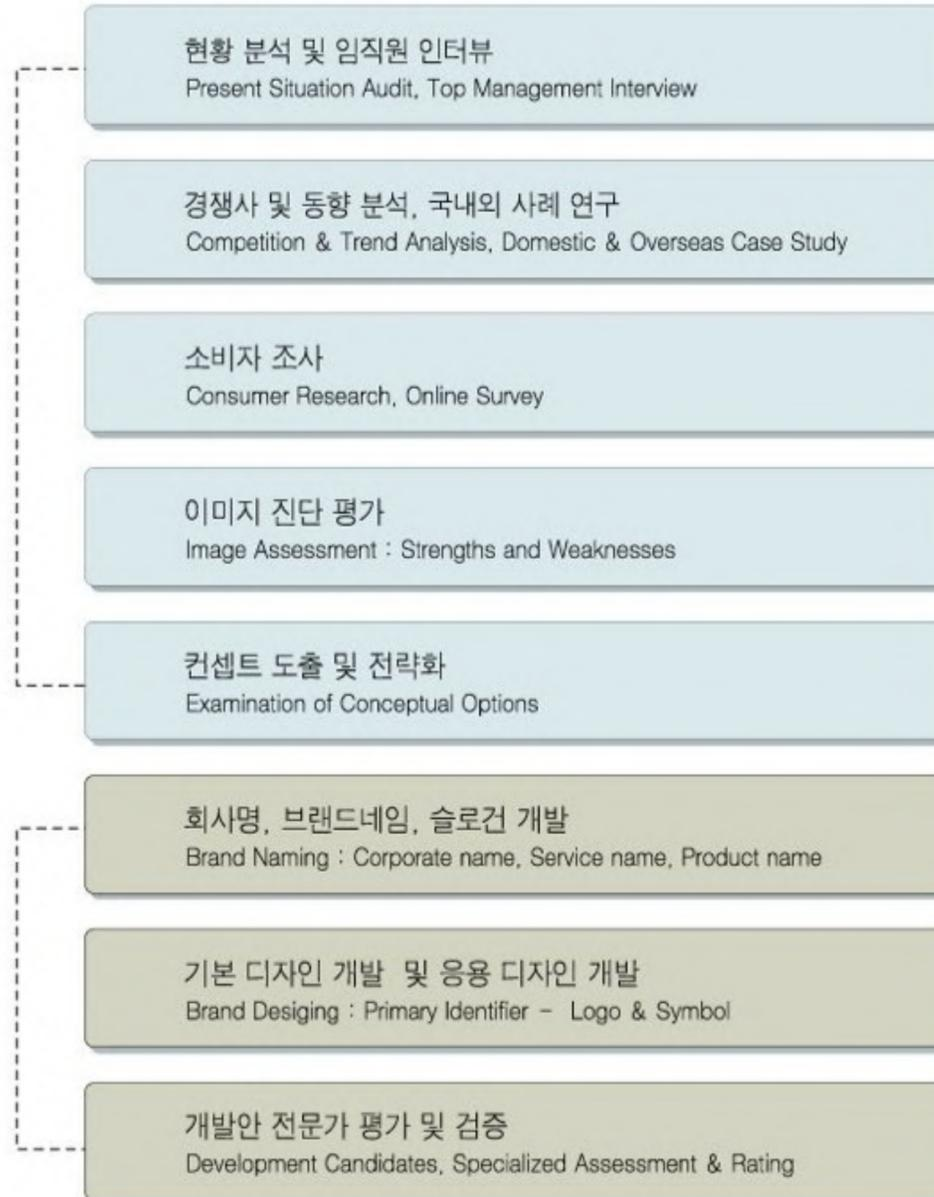 현황 분석 및 임직원 인터뷰
Present Situation Audit, Top Management Interview
경쟁사 및 동향 분석, 국내외 사례 연구
Competition & Trend Analysis, Domestic & Overseas Case Study
소비자 조사
Consumer Research, Online Survey
이미지 진단 평가
Image Assessment : Strengths and Weaknesses
컨셉트 도출 및 전략화
Examination of Conceptual Options
회사명, 브랜드네임, 슬로건 개발
Brand Naming : Corporate name, Service name, Product name
기본 디자인 개발 및 응용 디자인 개발
Brand Desiging : Primary Identifier - Logo & Symbol
개발안 전문가 평가 및 검증
Development Candidates, Specialized Assessment & Rating